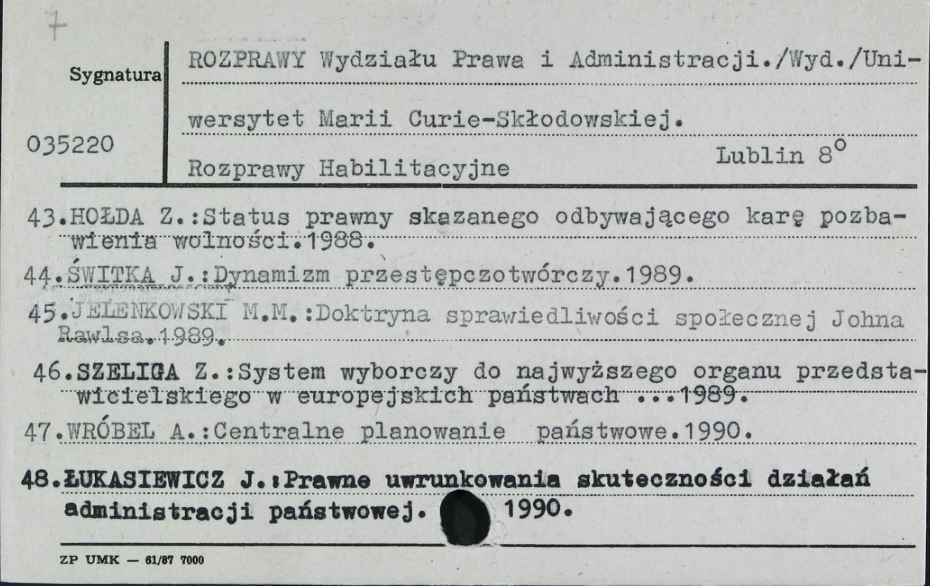 7
ROZPRAWY Wydziału Prawa i Administracji./Wyd./Uni-
Sygnatura
wersytet Marii Curie-Skłodowskiej.
035220
Lublin 8⁰
Rozprawy Habilitacyjne
43.HOŁDA Z.:Status prawny skazanego odbywającego karę pozba-
wienia wolności.1988.
44.ŚWITKA J.:Dynamizm przestępczotwórczy.1989.
45.JELENKOWSKI M.M.:Doktryna sprawiedliwości społecznej Johna
Rawlsa.1989.
46.SZELIGA Z.:System wyborczy do najwyższego organu przedsta-
wicielskiego w europejskich państwach ...1989.
47.WRÓBEL A.:Centralne planowanie państwowe.1990.
48.ŁUKASIEWICZ J.:Prawne uwrunkowania skuteczności działań
administracji państwowej. 1990.
ZP UMK — 61/87 7000